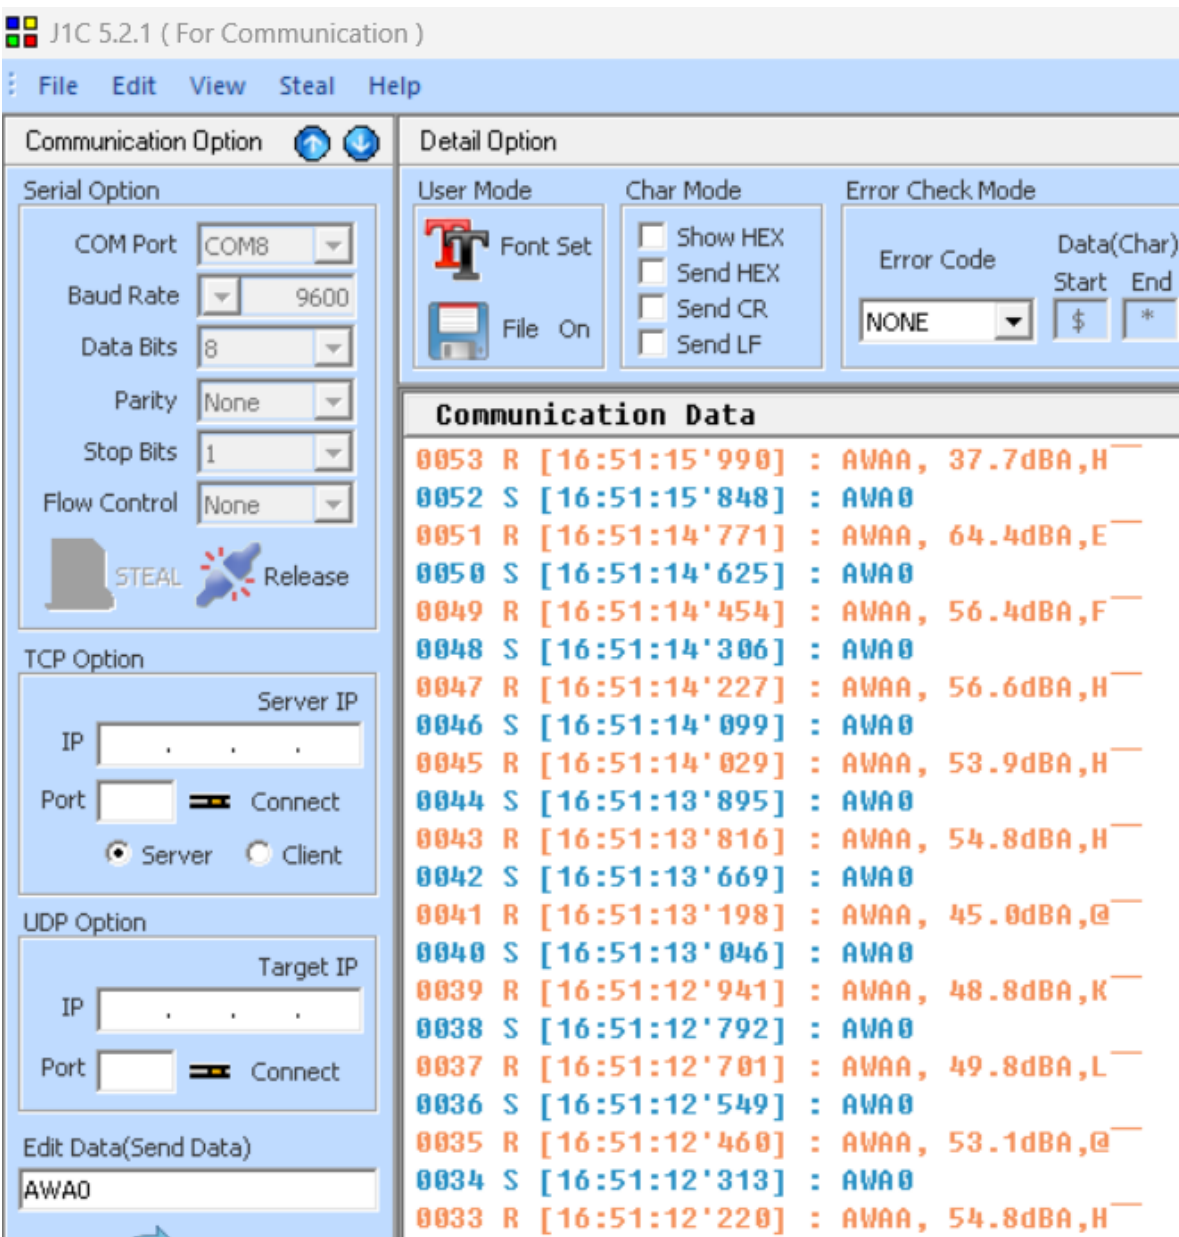 J1C 5.2.1 ( For Communication )
File Edit View Steal Help
Communication Option
Serial Option
COM Port COM8
Baud Rate 9600
Data Bits 8
Parity None
Stop Bits 1
Flow Control None
STEAL Release
TCP Option
Server IP
IP . . .
Port Connect
Server Client
UDP Option
Target IP
IP . . .
Port Connect
Edit Data(Send Data)
AWA0
Detail Option
User Mode
Font Set
File On
Char Mode
Show HEX
Send HEX
Send CR
Send LF
Error Check Mode
Error Code
NONE
Data(Char)
Start End
$ *
Communication Data
0053 R [16:51:15'990] : AWAA, 37.7dBA,H
0052 S [16:51:15'848] : AWA0
0051 R [16:51:14'771] : AWAA, 64.4dBA,E
0050 S [16:51:14'625] : AWA0
0049 R [16:51:14'454] : AWAA, 56.4dBA,F
0048 S [16:51:14'306] : AWA0
0047 R [16:51:14'227] : AWAA, 56.6dBA,H
0046 S [16:51:14'099] : AWA0
0045 R [16:51:14'029] : AWAA, 53.9dBA,H
0044 S [16:51:13'895] : AWA0
0043 R [16:51:13'816] : AWAA, 54.8dBA,H
0042 S [16:51:13'669] : AWA0
0041 R [16:51:13'198] : AWAA, 45.0dBA,@
0040 S [16:51:13'046] : AWA0
0039 R [16:51:12'941] : AWAA, 48.8dBA,K
0038 S [16:51:12'792] : AWA0
0037 R [16:51:12'701] : AWAA, 49.8dBA,L
0036 S [16:51:12'549] : AWA0
0035 R [16:51:12'460] : AWAA, 53.1dBA,@
0034 S [16:51:12'313] : AWA0
0033 R [16:51:12'220] : AWAA, 54.8dBA,H